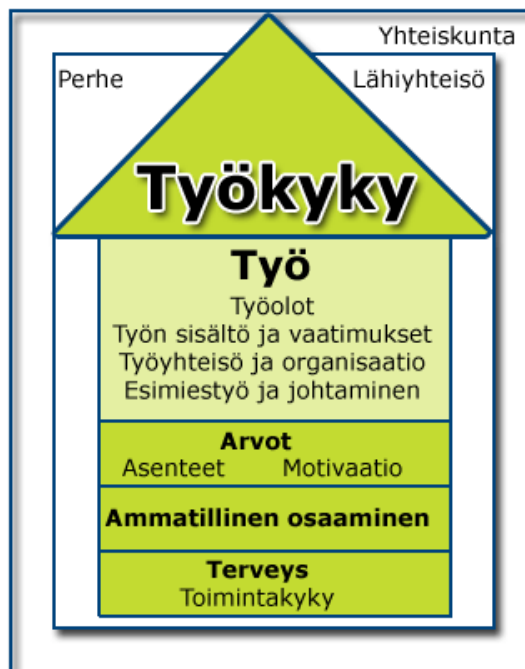 Yhteiskunta
Perhe
Lähiyhteisö
Työkyky
Työ
Työolot
Työn sisältö ja vaatimukset
Työyhteisö ja organisaatio
Esimiestyö ja johtaminen
Arvot
Asenteet Motivaatio
Ammatillinen osaaminen
Terveys
Toimintakyky